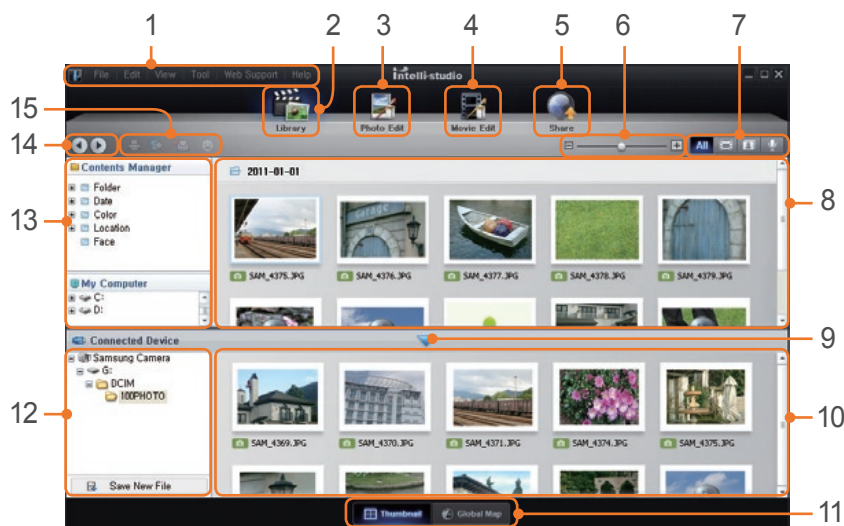 1 2 3 4 5 6 7
File Edit View Tool Web Support Help
Intelli-studio
Library Photo Edit Movie Edit Share
15
14
All
Contents Manager
2011-01-01
Folder
Date
Color
Location
Face
13
8
Garage
SAM_4375.JPG SAM_4376.JPG SAM_4377.JPG SAM_4378.JPG SAM_4379.JPG
My Computer
C:
D:
Connected Device
9
Samsung Camera
G:
DCIM
100PHOTO
12
10
SAM_4369.JPG SAM_4370.JPG SAM_4371.JPG SAM_4374.JPG SAM_4375.JPG
Save New File
Thumbnail Global Map
11